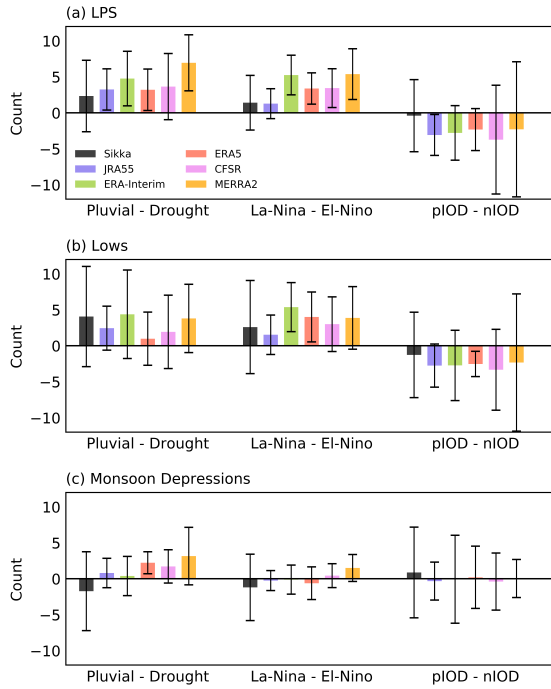 (a) LPS
10
5
0
−5
−10
Count
Sikka
JRA55
ERA-Interim
ERA5
CFSR
MERRA2
Pluvial - Drought
La-Nina - El-Nino
pIOD - nIOD
(b) Lows
10
5
0
−5
−10
Count
Pluvial - Drought
La-Nina - El-Nino
pIOD - nIOD
(c) Monsoon Depressions
10
5
0
−5
−10
Count
Pluvial - Drought
La-Nina - El-Nino
pIOD - nIOD